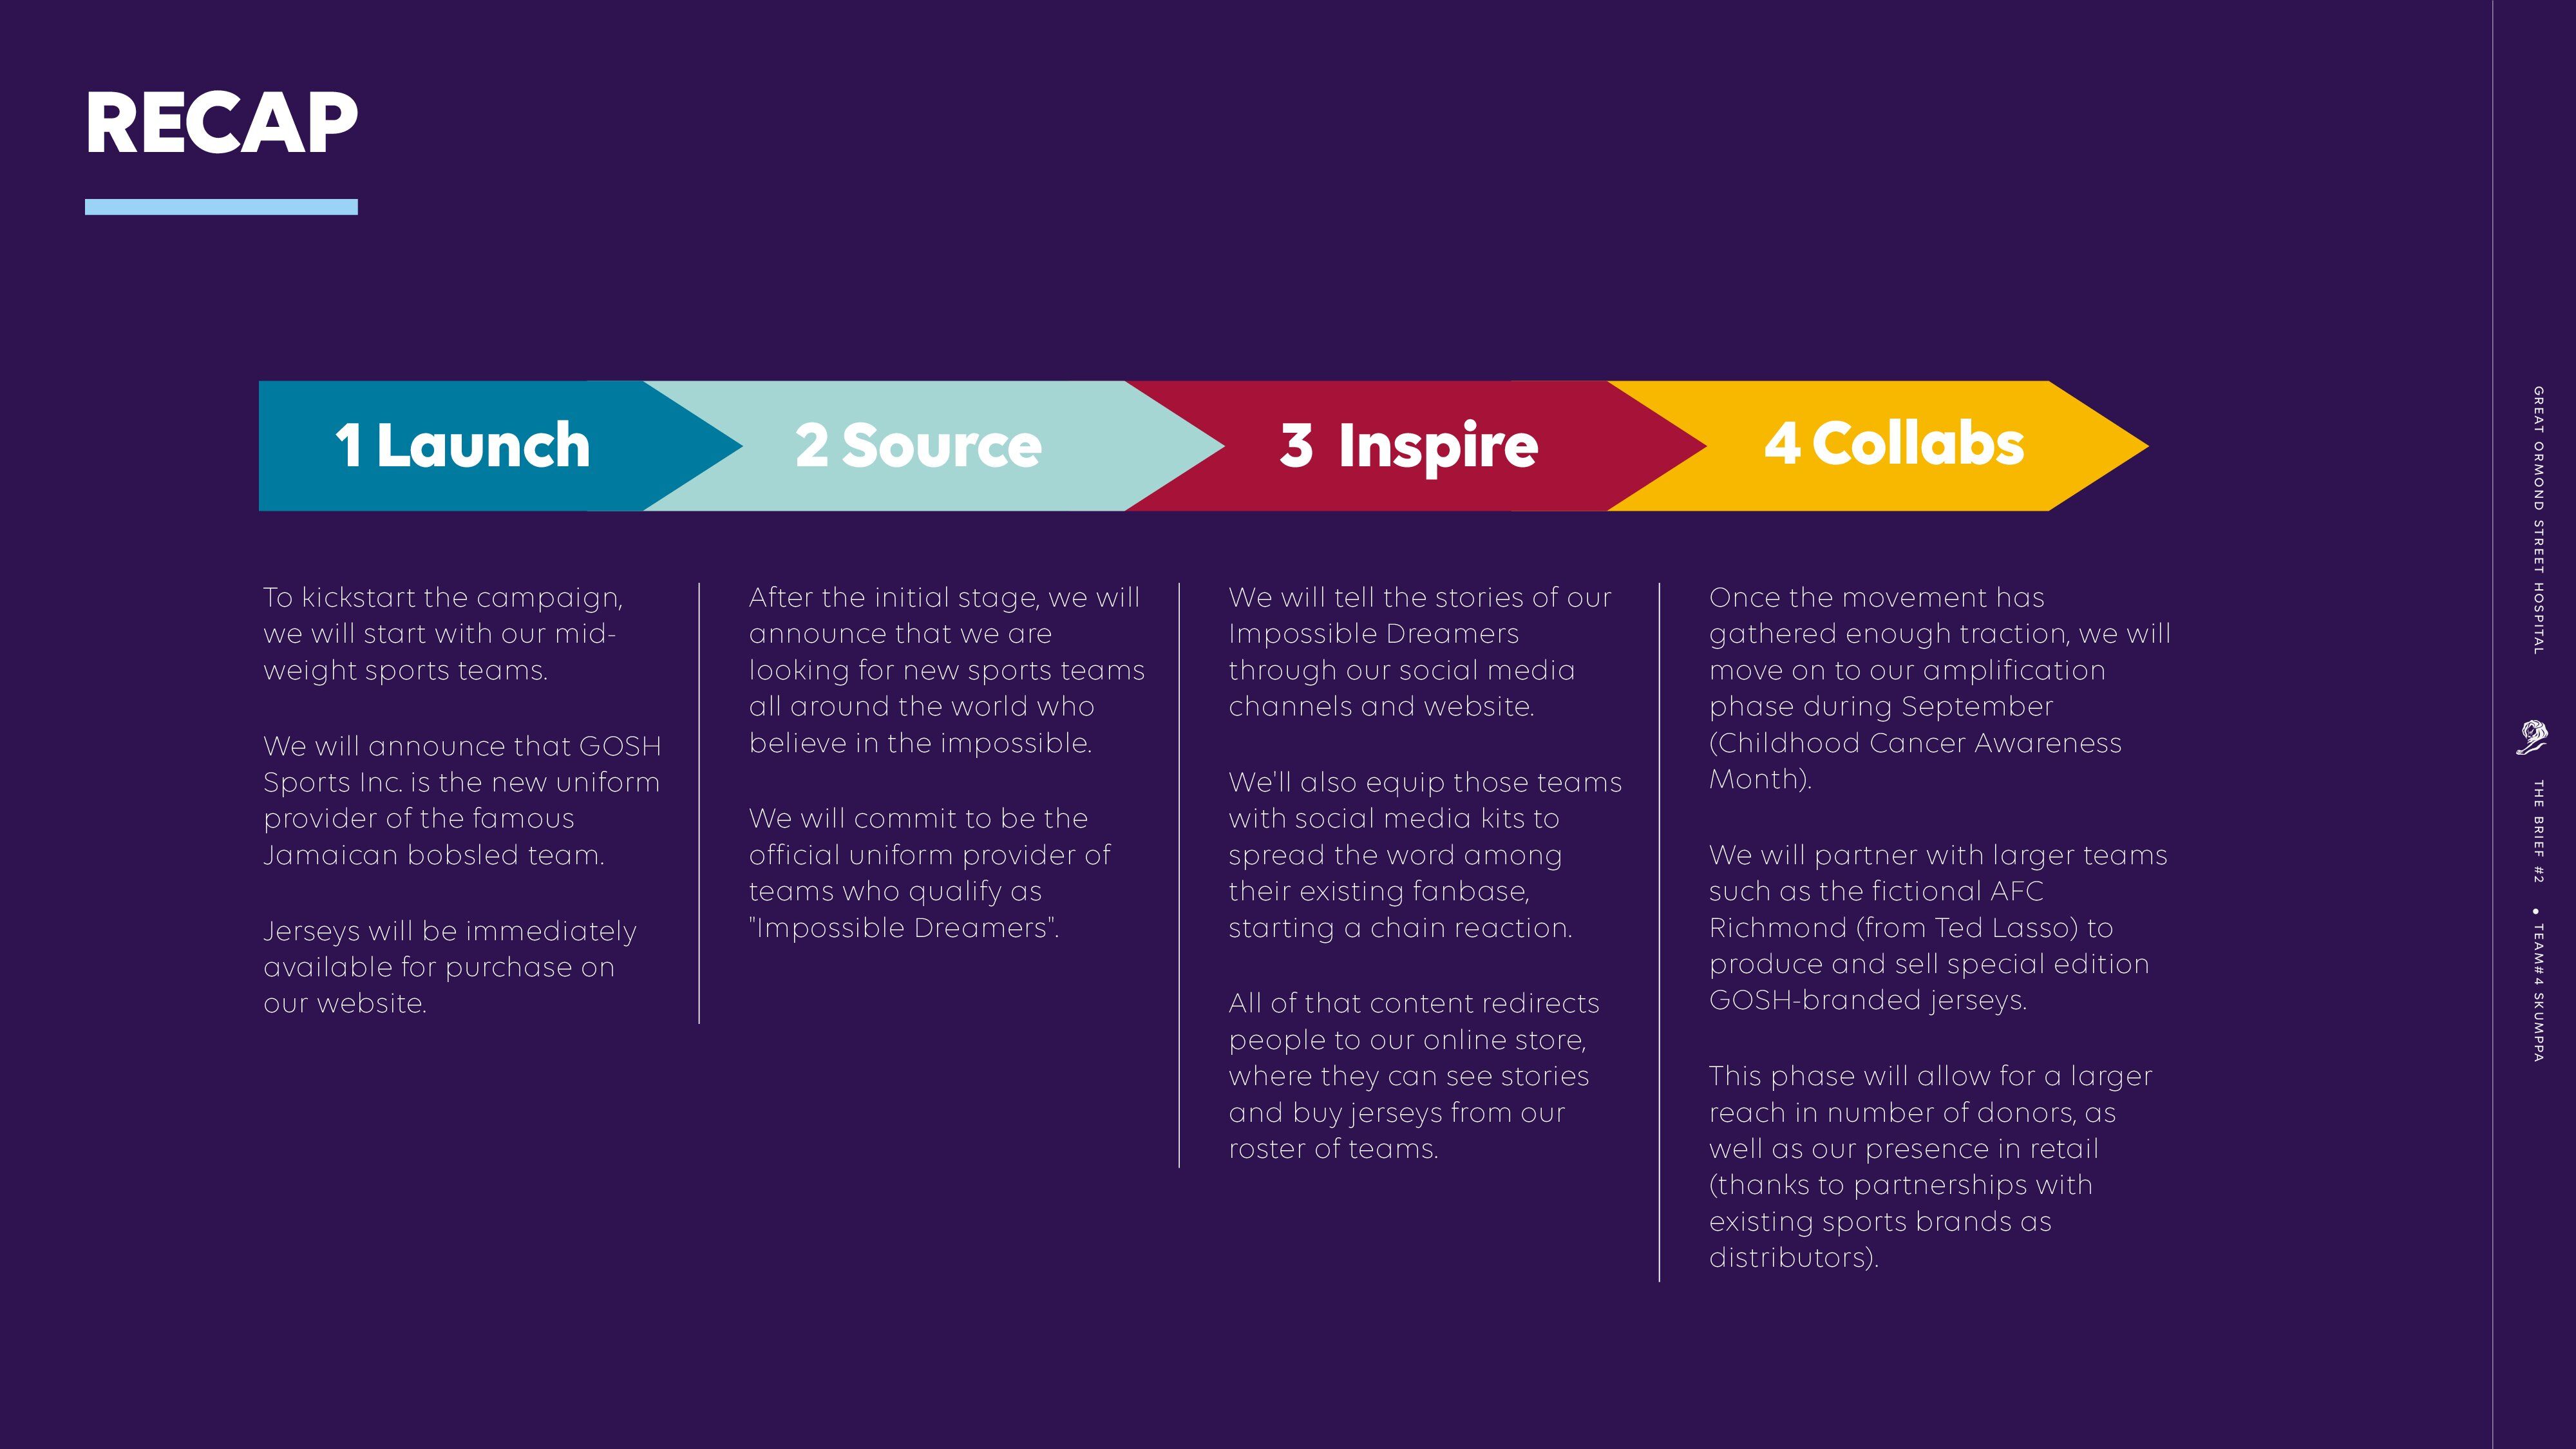 RECAP
1 Launch
2 Source
3 Inspire
4 Collabs
To kickstart the campaign,
we will start with our mid-
weight sports teams.
We will announce that GOSH
Sports Inc. is the new uniform
provider of the famous
Jamaican bobsled team.
Jerseys will be immediately
available for purchase on
our website.
After the initial stage, we will
announce that we are
looking for new sports teams
all around the world who
believe in the impossible.
We will commit to be the
official uniform provider of
teams who qualify as
"Impossible Dreamers".
We will tell the stories of our
Impossible Dreamers
through our social media
channels and website.
We'll also equip those teams
with social media kits to
spread the word among
their existing fanbase,
starting a chain reaction.
All of that content redirects
people to our online store,
where they can see stories
and buy jerseys from our
roster of teams.
Once the movement has
gathered enough traction, we will
move on to our amplification
phase during September
(Childhood Cancer Awareness
Month).
We will partner with larger teams
such as the fictional AFC
Richmond (from Ted Lasso) to
produce and sell special edition
GOSH-branded jerseys.
This phase will allow for a larger
reach in number of donors, as
well as our presence in retail
(thanks to partnerships with
existing sports brands as
distributors).
GREAT ORMOND STREET HOSPITAL
THE BRIEF #2 • TEAM#4 SKUMPPA